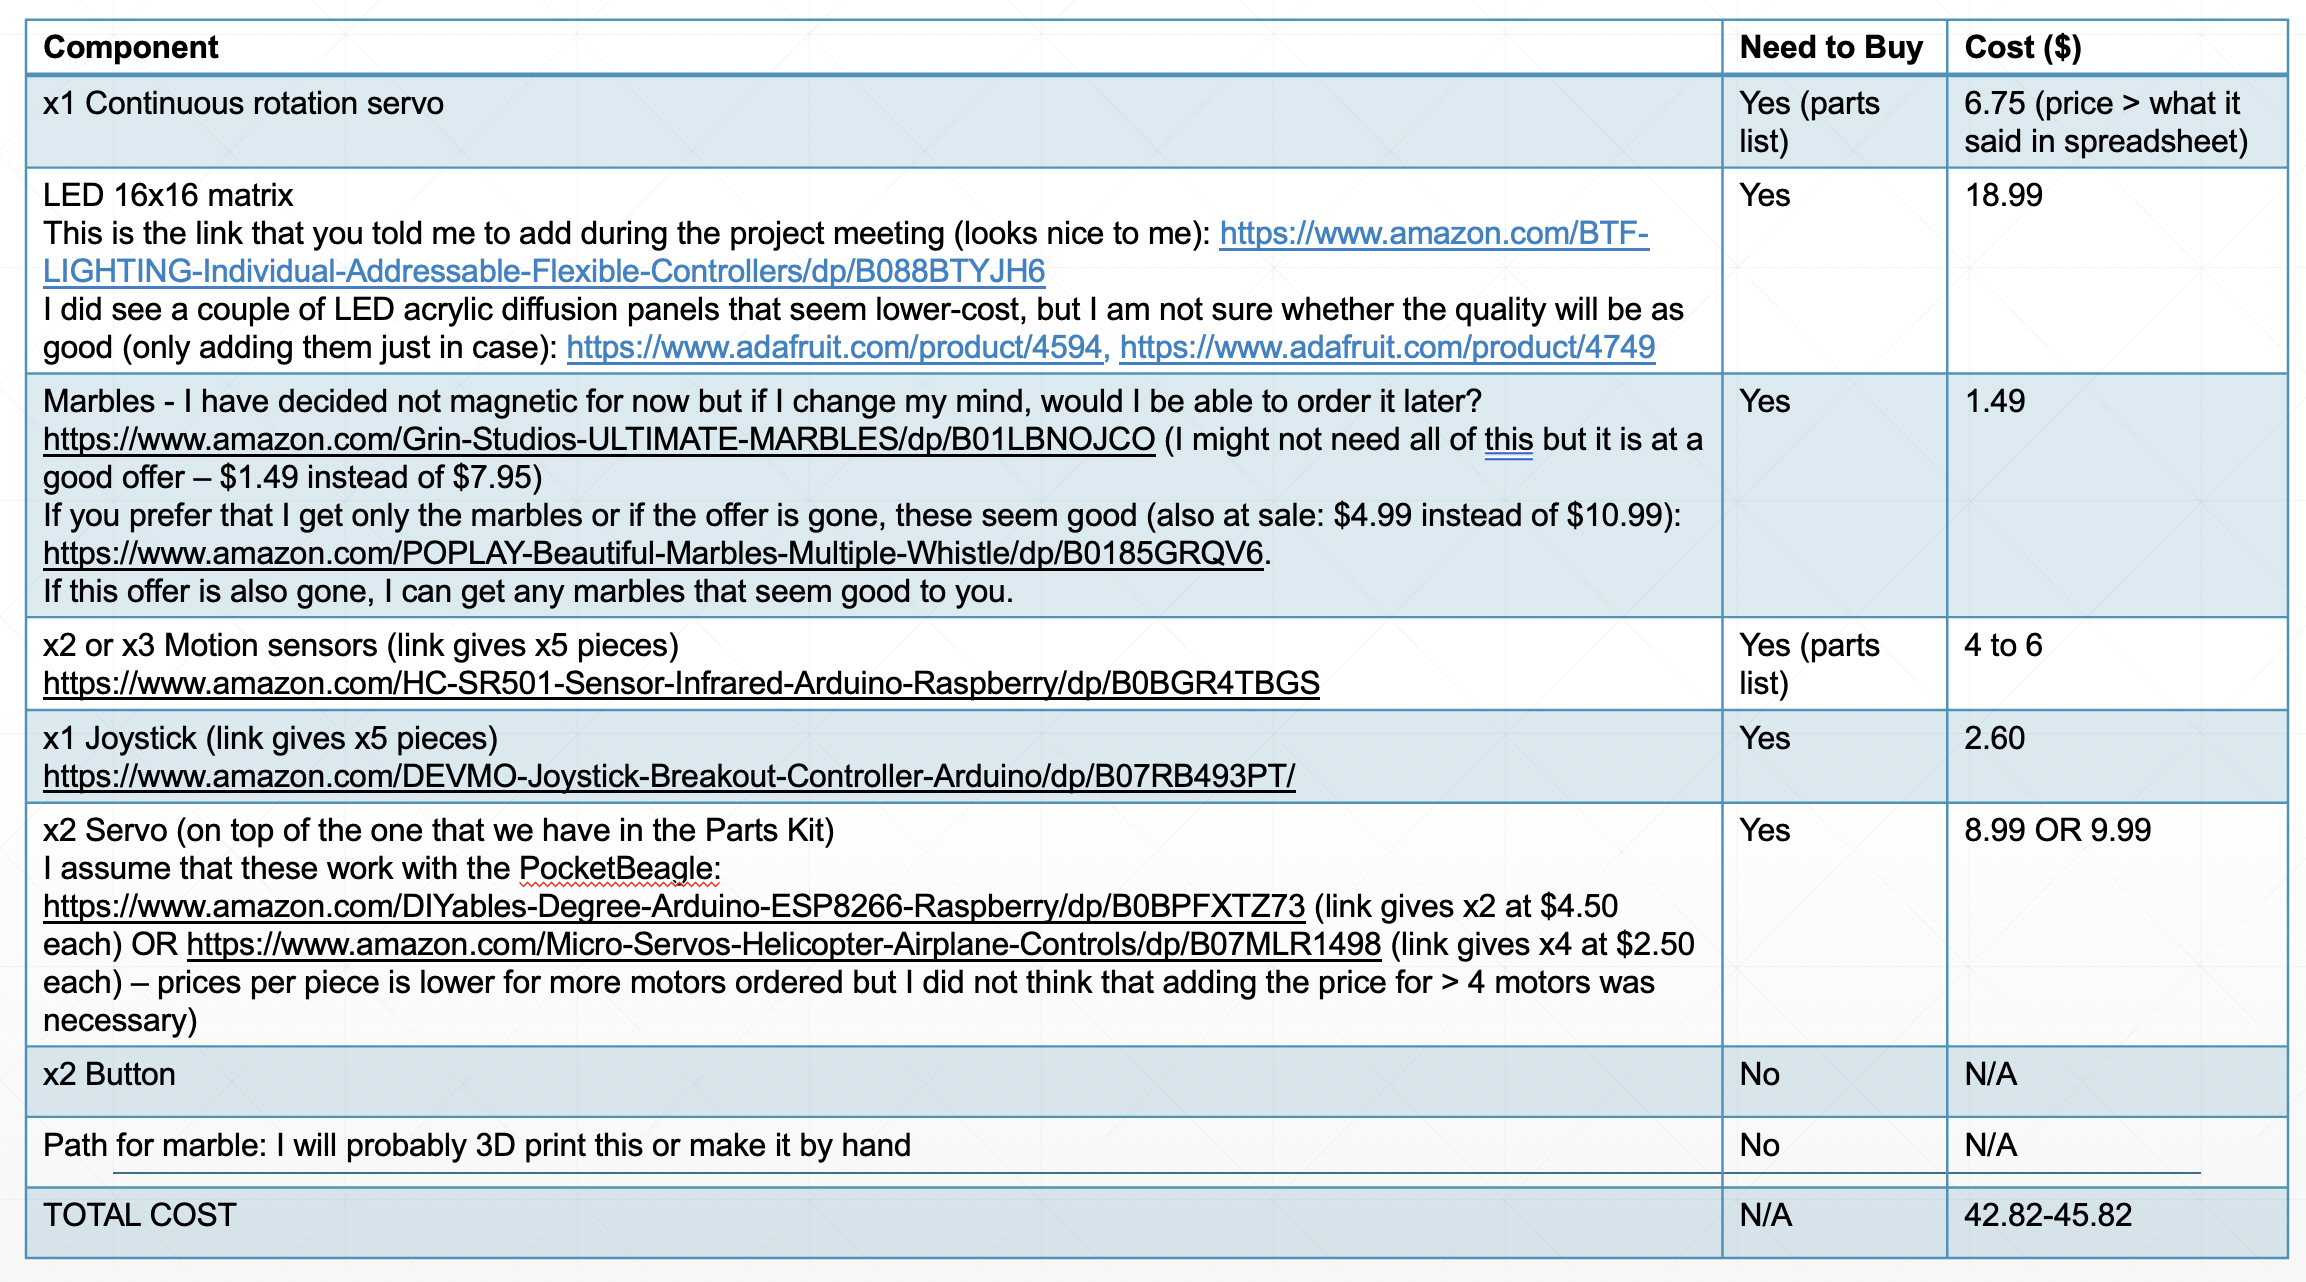 Component Need to Buy Cost ($)
x1 Continuous rotation servo Yes (parts 6.75 (price > what it
list) said in spreadsheet)
LED 16x16 matrix Yes 18.99
This is the link that you told me to add during the project meeting (looks nice to me): https://www.amazon.com/BTF-
LIGHTING-Individual-Addressable-Flexible-Controllers/dp/B088BTYJH6
I did see a couple of LED acrylic diffusion panels that seem lower-cost, but I am not sure whether the quality will be as
good (only adding them just in case): https://www.adafruit.com/product/4594, https://www.adafruit.com/product/4749
Marbles - I have decided not magnetic for now but if I change my mind, would I be able to order it later? Yes 1.49
https://www.amazon.com/Grin-Studios-ULTIMATE-MARBLES/dp/B01LBNOJCO (I might not need all of this but it is at a
good offer – $1.49 instead of $7.95)
If you prefer that I get only the marbles or if the offer is gone, these seem good (also at sale: $4.99 instead of $10.99):
https://www.amazon.com/POPLAY-Beautiful-Marbles-Multiple-Whistle/dp/B0185GRQV6.
If this offer is also gone, I can get any marbles that seem good to you.
x2 or x3 Motion sensors (link gives x5 pieces) Yes (parts 4 to 6
https://www.amazon.com/HC-SR501-Sensor-Infrared-Arduino-Raspberry/dp/B0BGR4TBGS list)
x1 Joystick (link gives x5 pieces) Yes 2.60
https://www.amazon.com/DEVMO-Joystick-Breakout-Controller-Arduino/dp/B07RB493PT/
x2 Servo (on top of the one that we have in the Parts Kit) Yes 8.99 OR 9.99
I assume that these work with the PocketBeagle:
https://www.amazon.com/DIYables-Degree-Arduino-ESP8266-Raspberry/dp/B0BPFXTZ73 (link gives x2 at $4.50
each) OR https://www.amazon.com/Micro-Servos-Helicopter-Airplane-Controls/dp/B07MLR1498 (link gives x4 at $2.50
each) – prices per piece is lower for more motors ordered but I did not think that adding the price for > 4 motors was
necessary)
x2 Button No N/A
Path for marble: I will probably 3D print this or make it by hand No N/A
TOTAL COST N/A 42.82-45.82